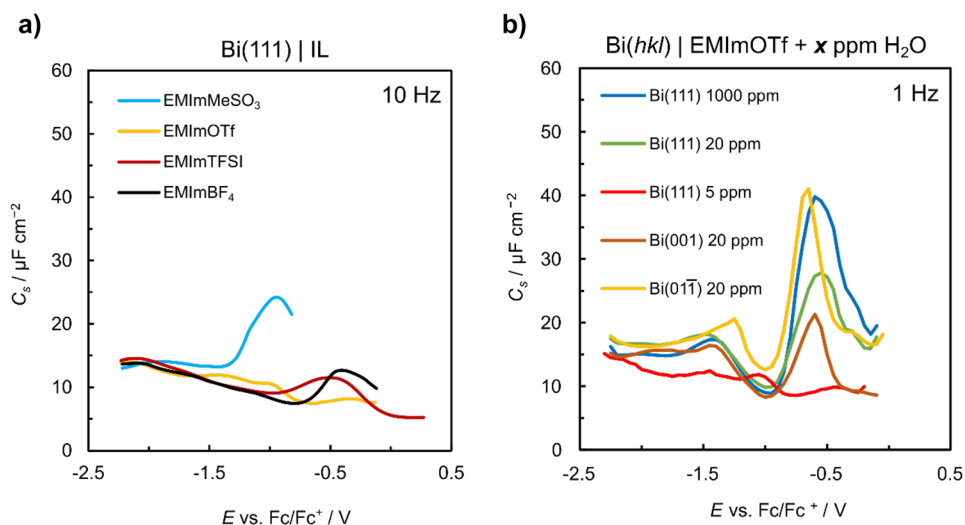 a)
Bi(111) | IL
10 Hz
EMImMeSO₃
EMImOTf
EMImTFSI
EMImBF₄
60
50
40
30
20
10
0
Cₛ / µF cm⁻²
-2.5 -1.5 -0.5 0.5
E vs. Fc/Fc⁺ / V
b)
Bi(hkl) | EMImOTf + x ppm H₂O
1 Hz
Bi(111) 1000 ppm
Bi(111) 20 ppm
Bi(111) 5 ppm
Bi(001) 20 ppm
Bi(011̅) 20 ppm
60
50
40
30
20
10
0
Cₛ / µF cm⁻²
-2.5 -1.5 -0.5 0.5
E vs. Fc/Fc⁺ / V